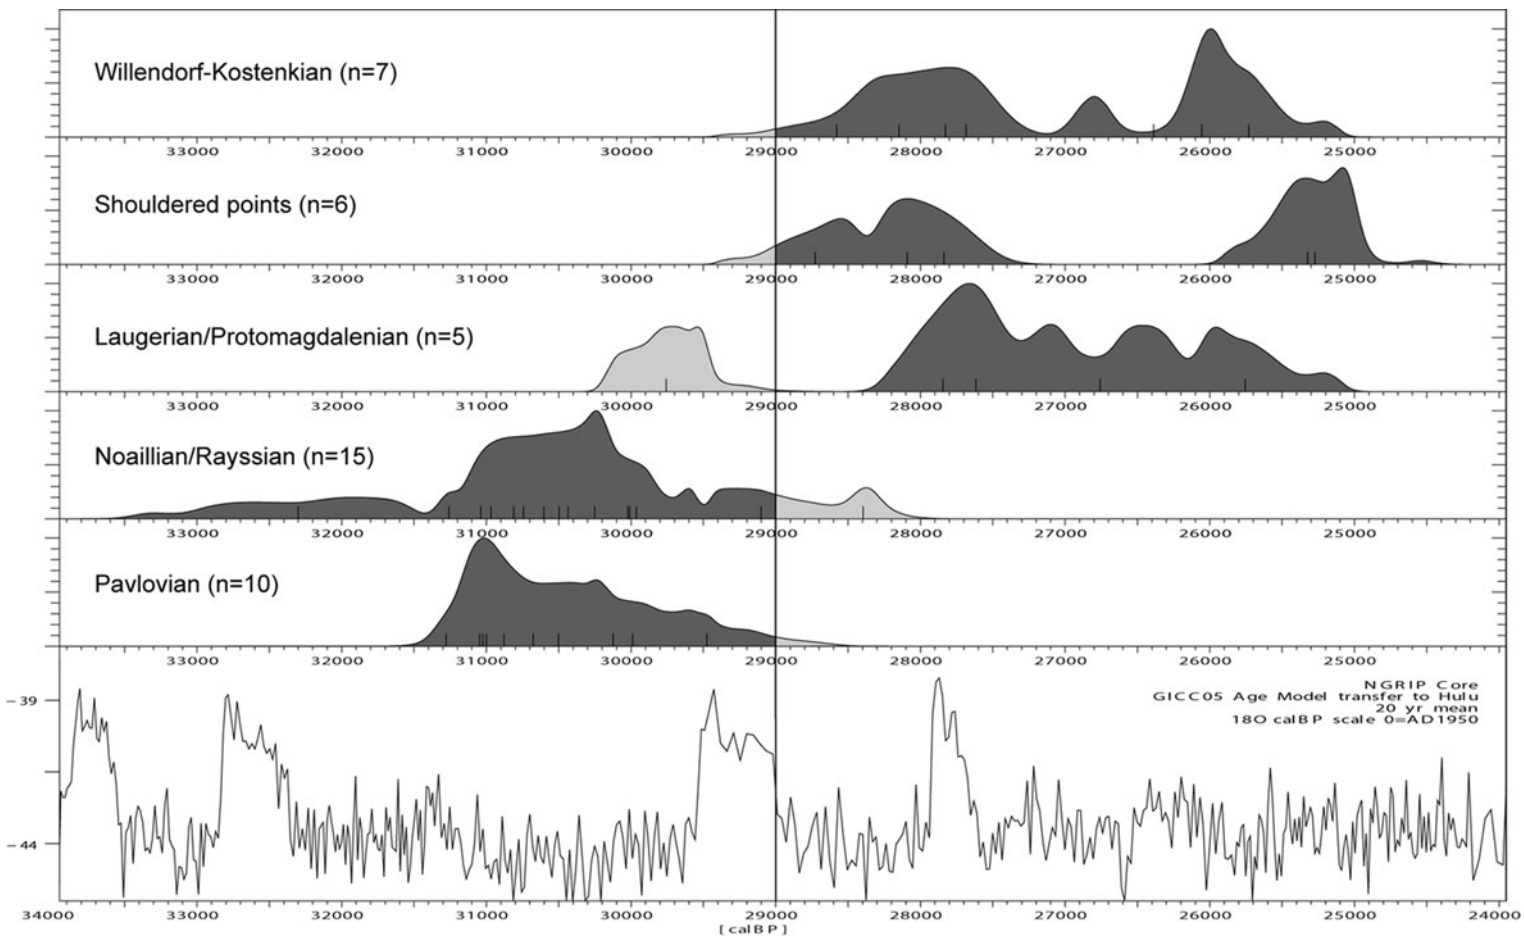 Willendorf-Kostenkian (n=7)
33000 32000 31000 30000 29000 28000 27000 26000 25000
Shouldered points (n=6)
33000 32000 31000 30000 29000 28000 27000 26000 25000
Laugerian/Protomagdalenian (n=5)
33000 32000 31000 30000 29000 28000 27000 26000 25000
Noaillian/Rayssian (n=15)
33000 32000 31000 30000 29000 28000 27000 26000 25000
Pavlovian (n=10)
33000 32000 31000 30000 29000 28000 27000 26000 25000
NGRIP Core
-39
GICC05 Age Model transfer to Hulu
20 yr mean
18O calBP scale 0=AD1950
-44
34000 33000 32000 31000 30000 29000 28000 27000 26000 25000 24000
[calBP]